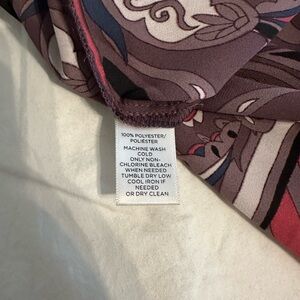 100% POLYESTER/
POLIÉSTER
MACHINE WASH
COLD
ONLY NON-
CHLORINE BLEACH
WHEN NEEDED
TUMBLE DRY LOW
COOL IRON IF
NEEDED
OR DRY CLEAN